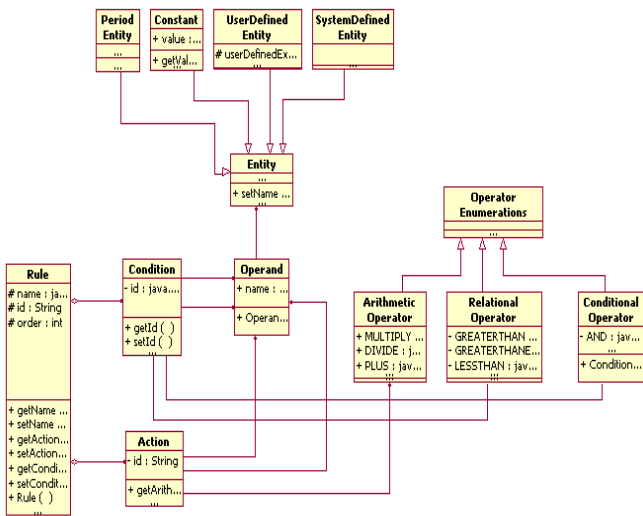 Period
Entity
...
...
Constant
+ value :...
+ getVal...
...
UserDefined
Entity
# userDefinedEx...
...
SystemDefined
Entity
...
Entity
...
+ setName ...
...
Operator
Enumerations
...
Rule
# name : ja...
# id : String
# order : int
+ getName ...
+ setName ...
+ getAction...
+ setAction...
+ getCondi...
+ setCondit...
+ Rule ( )
...
Condition
- id : java....
+ getId ( )
+ setId ( )
...
Operand
+ name : ...
+ Operan...
Arithmetic
Operator
+ MULTIPLY ...
+ DIVIDE : j...
+ PLUS : jav...
...
Relational
Operator
- GREATERTHAN ...
- GREATERTHANE...
- LESSTHAN : jav...
...
Conditional
Operator
- AND : jav...
...
+ Condition...
Action
- id : String
+ getArith...